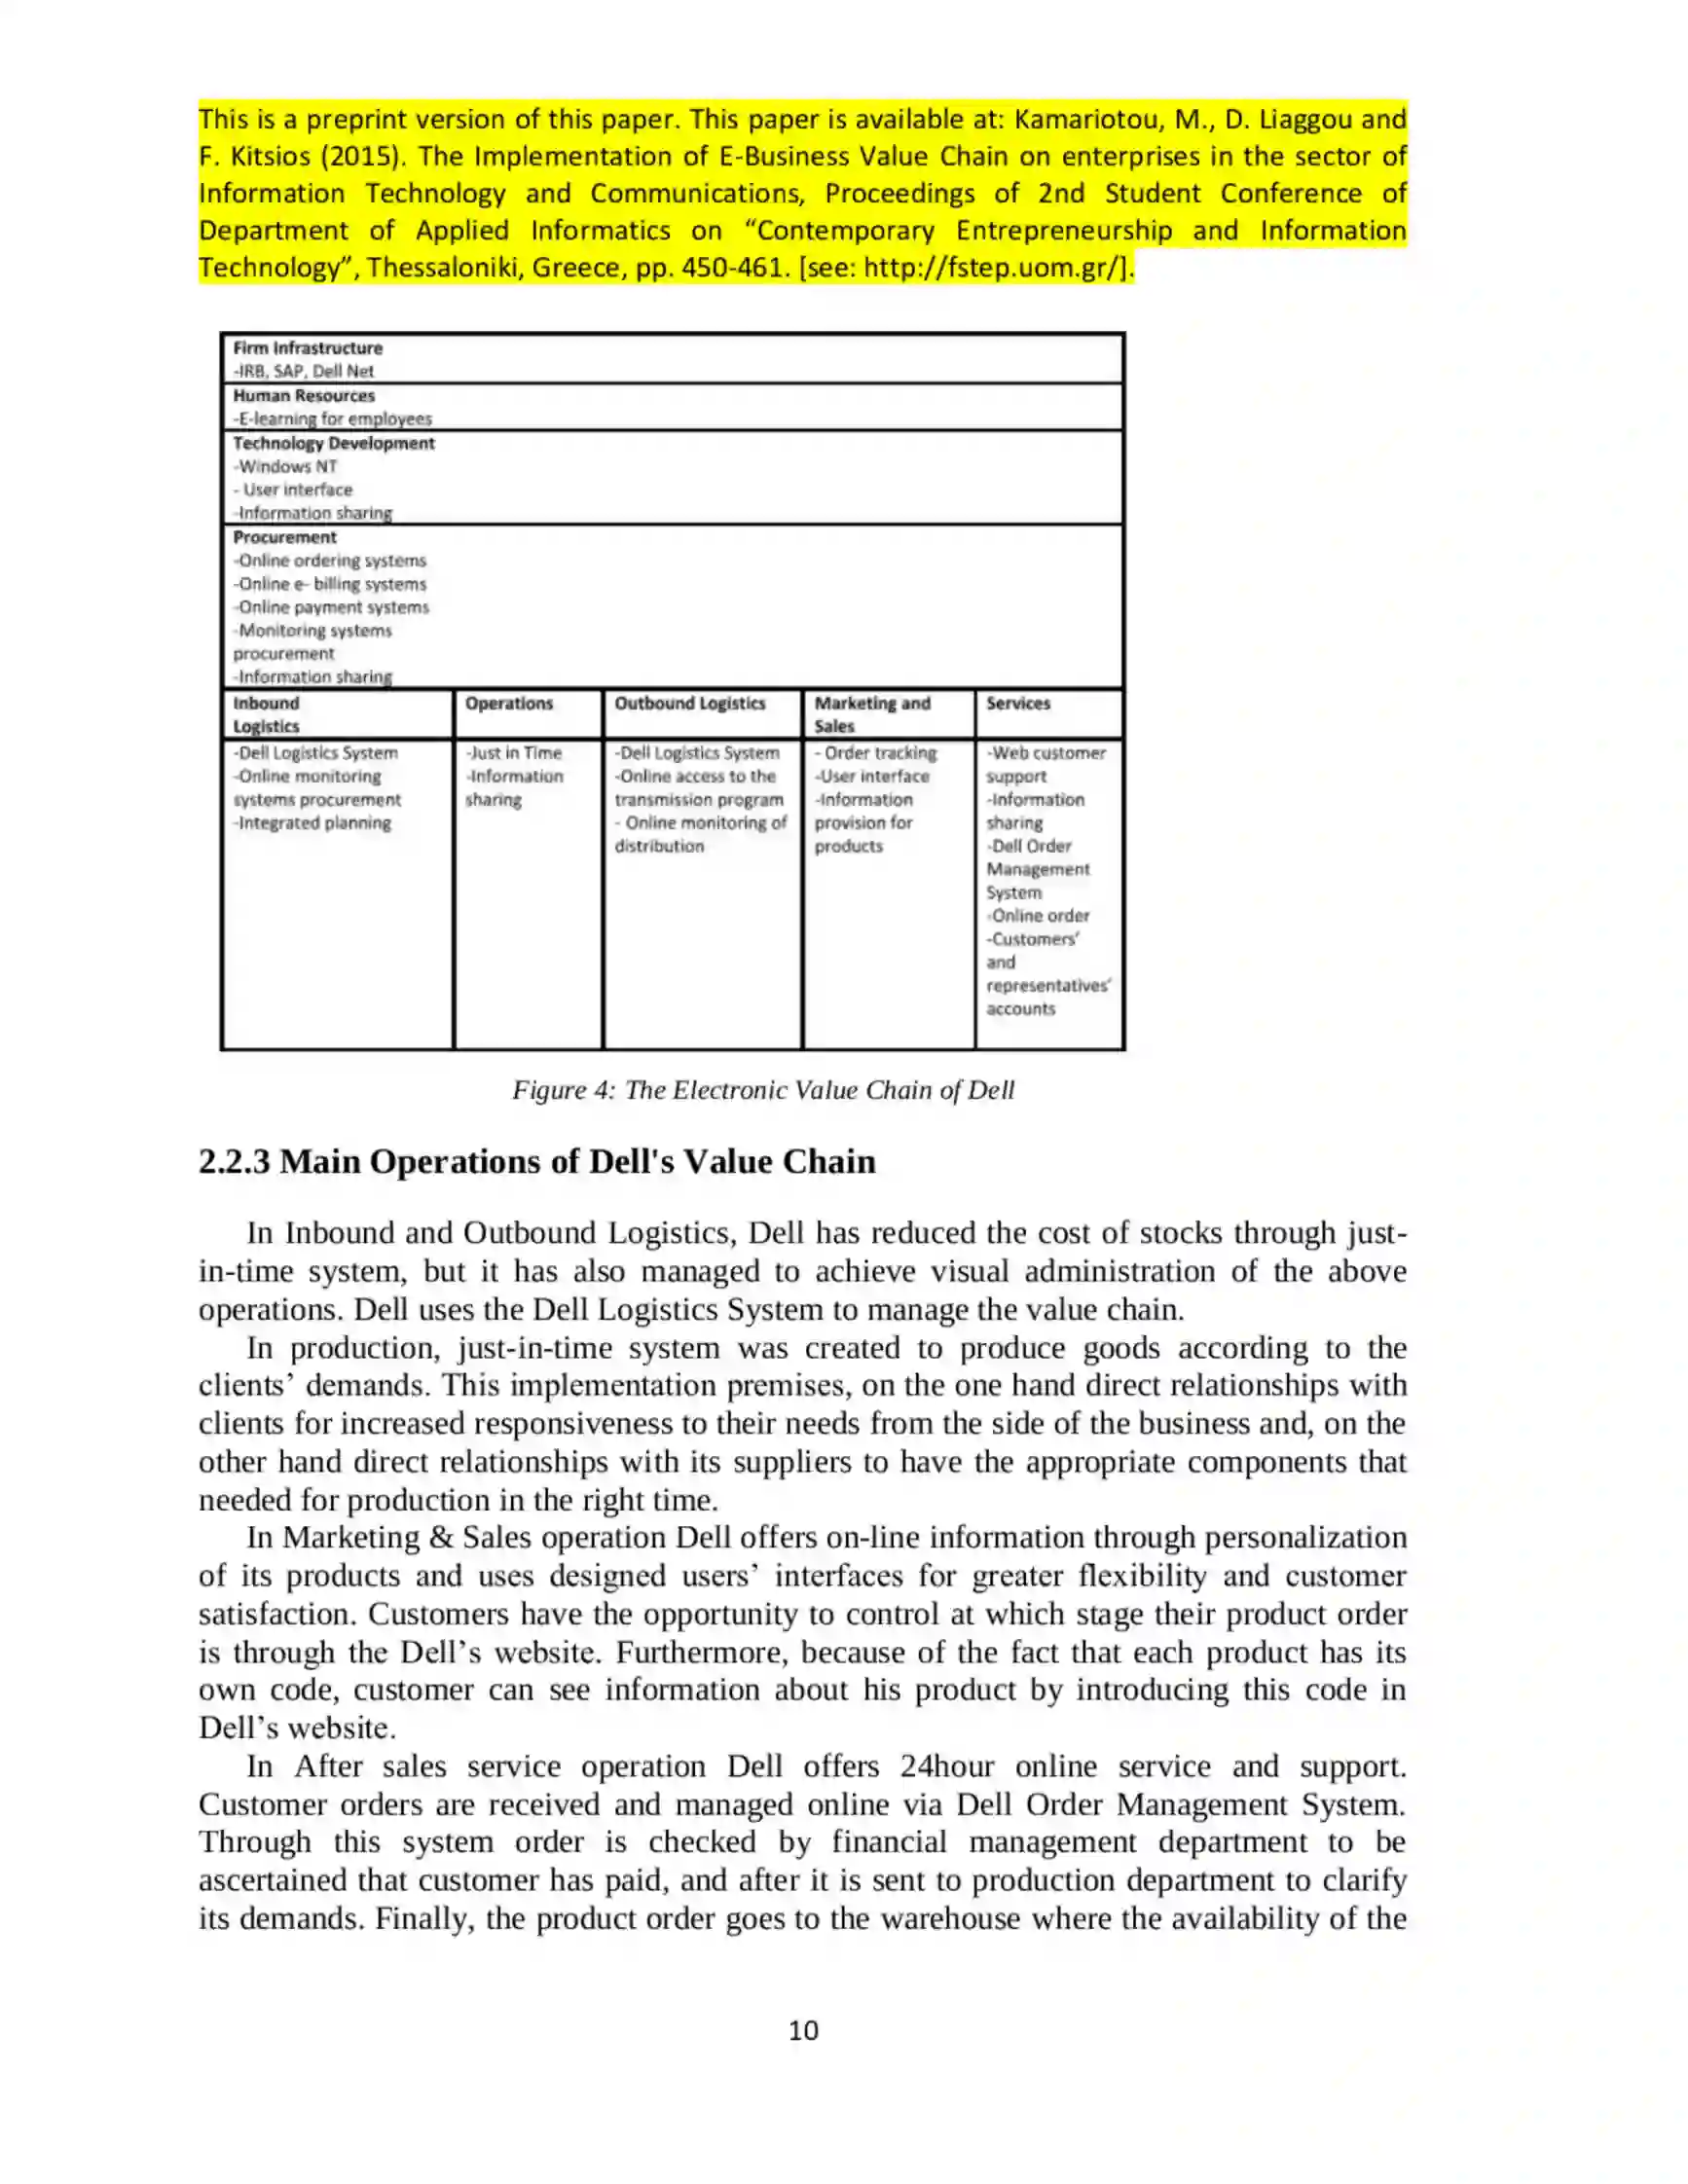 This is a preprint version of this paper. This paper is available at: Kamariotou, M., D. Liaggou and
F. Kitsios (2015). The Implementation of E-Business Value Chain on enterprises in the sector of
Information Technology and Communications, Proceedings of 2nd Student Conference of
Department of Applied Informatics on “Contemporary Entrepreneurship and Information
Technology”, Thessaloniki, Greece, pp. 450-461. [see: http://fstep.uom.gr/].
Firm Infrastructure
-IRB, SAP, Dell Net
Human Resources
-E-learning for employees
Technology Development
-Windows NT
- User interface
-Information sharing
Procurement
-Online ordering systems
-Online e- billing systems
-Online payment systems
-Monitoring systems
procurement
-Information sharing
Inbound
Logistics
Operations
Outbound Logistics
Marketing and
Sales
Services
-Dell Logistics System
-Online monitoring
systems procurement
-Integrated planning
-Just in Time
-Information
sharing
-Dell Logistics System
-Online access to the
transmission program
- Online monitoring of
distribution
- Order tracking
-User interface
-Information
provision for
products
-Web customer
support
-Information
sharing
-Dell Order
Management
System
-Online order
-Customers’
and
representatives’
accounts
Figure 4: The Electronic Value Chain of Dell
2.2.3 Main Operations of Dell's Value Chain
In Inbound and Outbound Logistics, Dell has reduced the cost of stocks through just-
in-time system, but it has also managed to achieve visual administration of the above
operations. Dell uses the Dell Logistics System to manage the value chain.
In production, just-in-time system was created to produce goods according to the
clients’ demands. This implementation premises, on the one hand direct relationships with
clients for increased responsiveness to their needs from the side of the business and, on the
other hand direct relationships with its suppliers to have the appropriate components that
needed for production in the right time.
In Marketing & Sales operation Dell offers on-line information through personalization
of its products and uses designed users’ interfaces for greater flexibility and customer
satisfaction. Customers have the opportunity to control at which stage their product order
is through the Dell’s website. Furthermore, because of the fact that each product has its
own code, customer can see information about his product by introducing this code in
Dell’s website.
In After sales service operation Dell offers 24hour online service and support.
Customer orders are received and managed online via Dell Order Management System.
Through this system order is checked by financial management department to be
ascertained that customer has paid, and after it is sent to production department to clarify
its demands. Finally, the product order goes to the warehouse where the availability of the
10